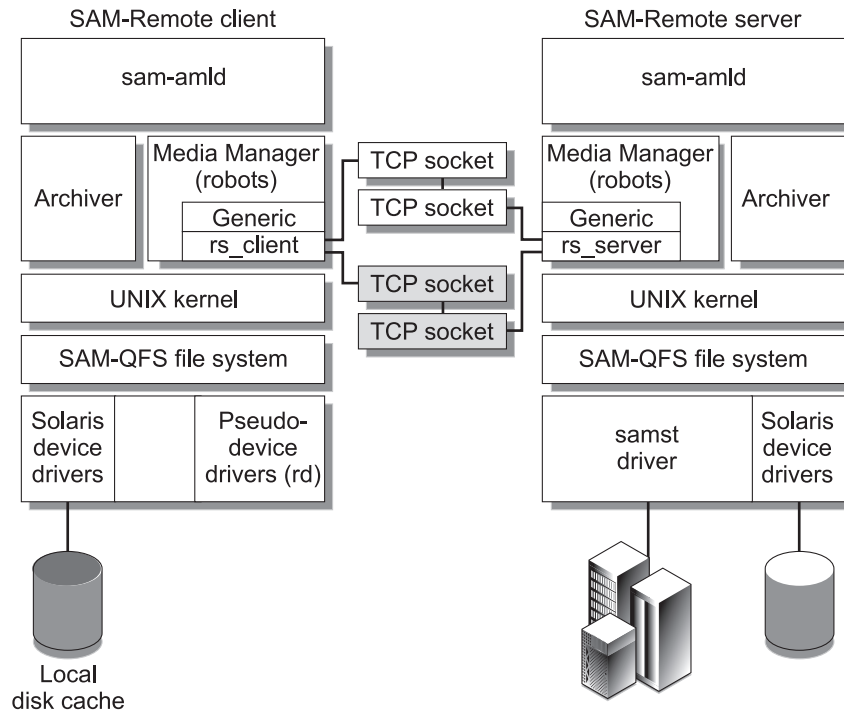 SAM-Remote client
sam-amld
Archiver
Media Manager
(robots)
Generic
rs_client
UNIX kernel
SAM-QFS file system
Solaris
device
drivers
Pseudo-
device
drivers (rd)
Local
disk cache
TCP socket
TCP socket
TCP socket
TCP socket
SAM-Remote server
sam-amld
Media Manager
(robots)
Generic
rs_server
Archiver
UNIX kernel
SAM-QFS file system
samst
driver
Solaris
device
drivers